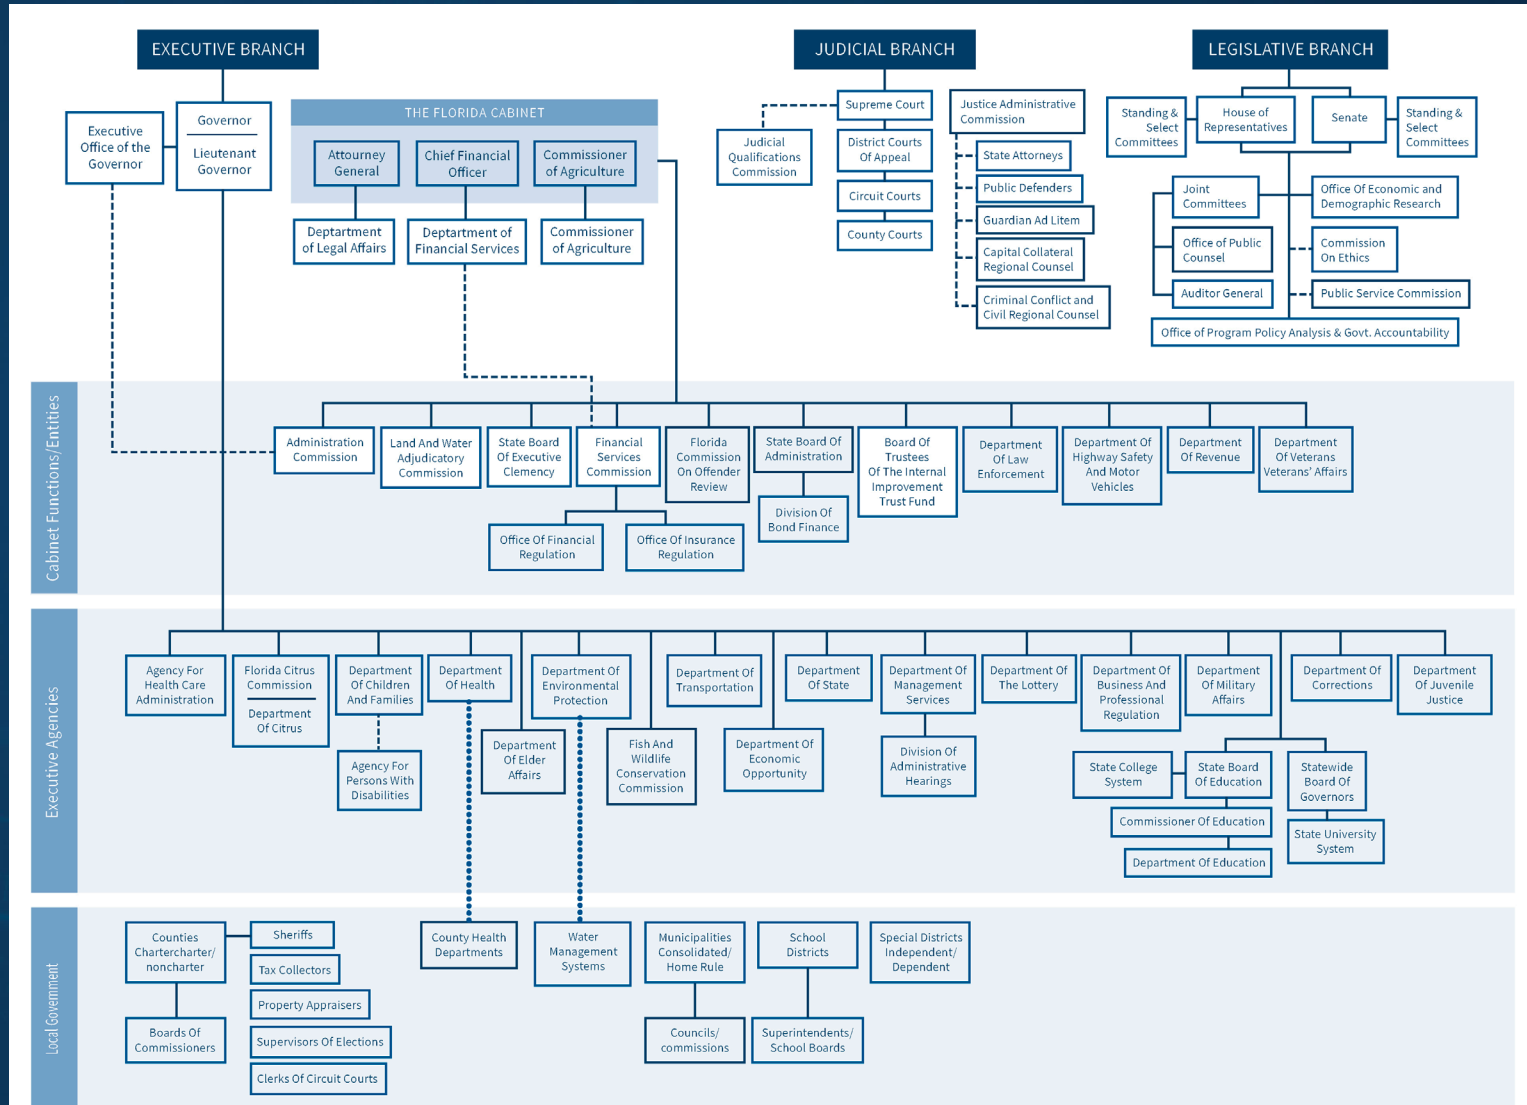 EXECUTIVE BRANCH
JUDICIAL BRANCH
LEGISLATIVE BRANCH
Executive
Office of the
Governor
Governor
Lieutenant
Governor
THE FLORIDA CABINET
Attourney
General
Chief Financial
Officer
Commissioner
of Agriculture
Deptartment
of Legal Affairs
Deptartment of
Financial Services
Commissioner
of Agriculture
Supreme Court
Judicial
Qualifications
Commission
District Courts
Of Appeal
Circuit Courts
County Courts
Justice Administrative
Commission
State Attorneys
Public Defenders
Guardian Ad Litem
Capital Collateral
Regional Counsel
Criminal Conflict and
Civil Regional Counsel
Standing &
Select
Committees
House of
Representatives
Senate
Standing &
Select
Committees
Joint
Committees
Office Of Economic and
Demographic Research
Office of Public
Counsel
Commission
On Ethics
Auditor General
Public Service Commission
Office of Program Policy Analysis & Govt. Accountability
Cabinet Functions/Entities
Administration
Commission
Land And Water
Adjudicatory
Commission
State Board
Of Executive
Clemency
Financial
Services
Commission
Florida
Commission
On Offender
Review
State Board Of
Administration
Board Of
Trustees
Of The Internal
Improvement
Trust Fund
Department
Of Law
Enforcement
Department Of
Highway Safety
And Motor
Vehicles
Department
Of Revenue
Department
Of Veterans
Veterans' Affairs
Office Of Financial
Regulation
Office Of Insurance
Regulation
Division Of
Bond Finance
Executive Agencies
Agency For
Health Care
Administration
Florida Citrus
Commission
Department
Of Citrus
Department
Of Children
And Families
Department
Of Health
Department Of
Environmental
Protection
Department Of
Transportation
Department
Of State
Department Of
Management
Services
Department Of
The Lottery
Department Of
Business And
Professional
Regulation
Department
Of Military
Affairs
Department Of
Corrections
Department
Of Juvenile
Justice
Agency For
Persons With
Disabilities
Department
Of Elder
Affairs
Fish And
Wildlife
Conservation
Commission
Department Of
Economic
Opportunity
Division Of
Administrative
Hearings
State College
System
State Board
Of Education
Statewide
Board Of
Governors
Commissioner Of Education
State University
System
Department Of Education
Local Government
Counties
Chartercharter/
noncharter
Sheriffs
Tax Collectors
Property Appraisers
Boards Of
Commissioners
Supervisors Of Elections
Clerks Of Circuit Courts
County Health
Departments
Water
Management
Systems
Municipalities
Consolidated/
Home Rule
School
Districts
Special Districts
Independent/
Dependent
Councils/
commissions
Superintendents/
School Boards